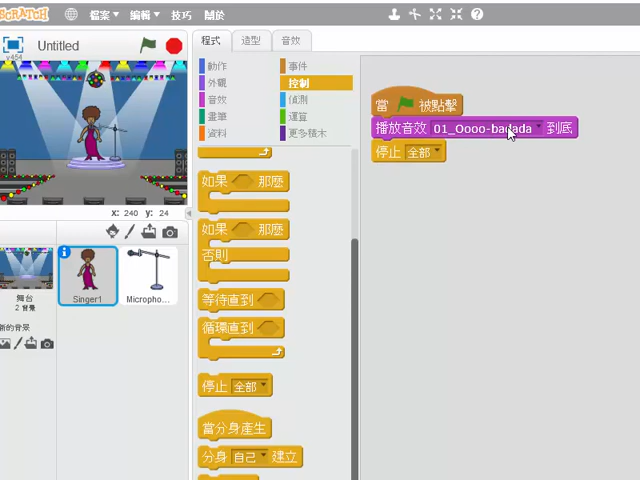 SCRATCH 檔案 編輯 技巧 關於
v454 Untitled
程式 造型 音效
動作 事件
外觀 控制
音效 偵測
畫筆 運算
資料 更多積木
如果 那麼
如果 那麼
否則
等待直到
循環直到
停止 全部
當分身產生
分身 自己 建立
當 被點擊
播放音效 01_Oooo-badada 到底
停止 全部
x: 240 y: 24
舞台
2 背景
新的背景
Singer1
Micropho...